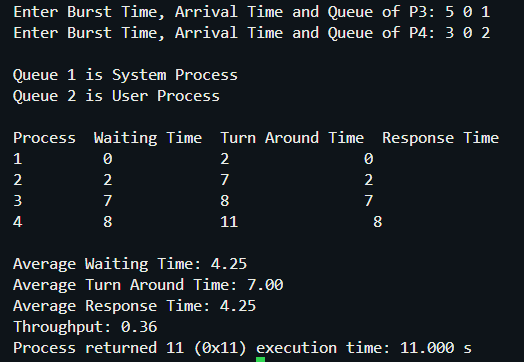 Enter Burst Time, Arrival Time and Queue of P3: 5 0 1
Enter Burst Time, Arrival Time and Queue of P4: 3 0 2
Queue 1 is System Process
Queue 2 is User Process
Process Waiting Time Turn Around Time Response Time
1 0 2 0
2 2 7 2
3 7 8 7
4 8 11 8
Average Waiting Time: 4.25
Average Turn Around Time: 7.00
Average Response Time: 4.25
Throughput: 0.36
Process returned 11 (0x11) execution time: 11.000 s